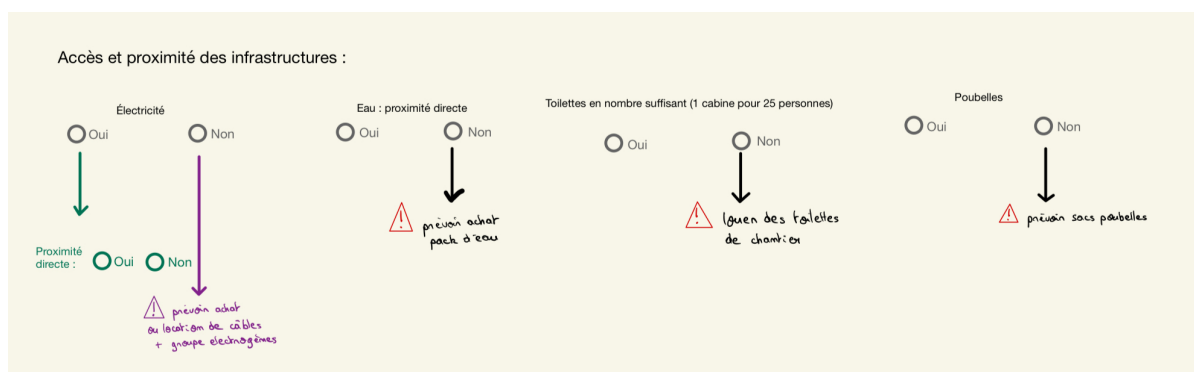 Accès et proximité des infrastructures :
Électricité
Oui
Non
Proximité
directe :
Oui
Non
prévoir achat
ou location de câbles
+ groupe electrogènes
Eau : proximité directe
Oui
Non
prévoir achat
pack d'eau
Toilettes en nombre suffisant (1 cabine pour 25 personnes)
Oui
Non
louer des toilettes
de chantier
Poubelles
Oui
Non
prévoir sacs poubelles